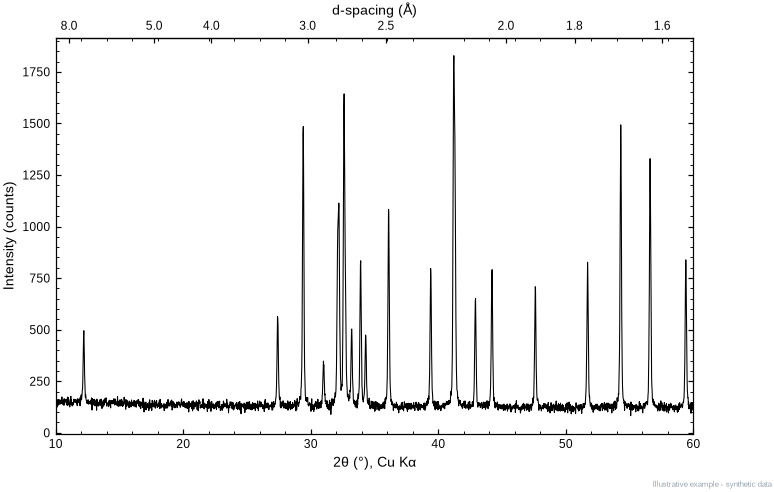 d-spacing (Å)
8.0 5.0 4.0 3.0 2.5 2.0 1.8 1.6
1750
1500
1250
1000
750
500
250
0
Intensity (counts)
10 20 30 40 50 60
2θ (°), Cu Kα
Illustrative example - synthetic data